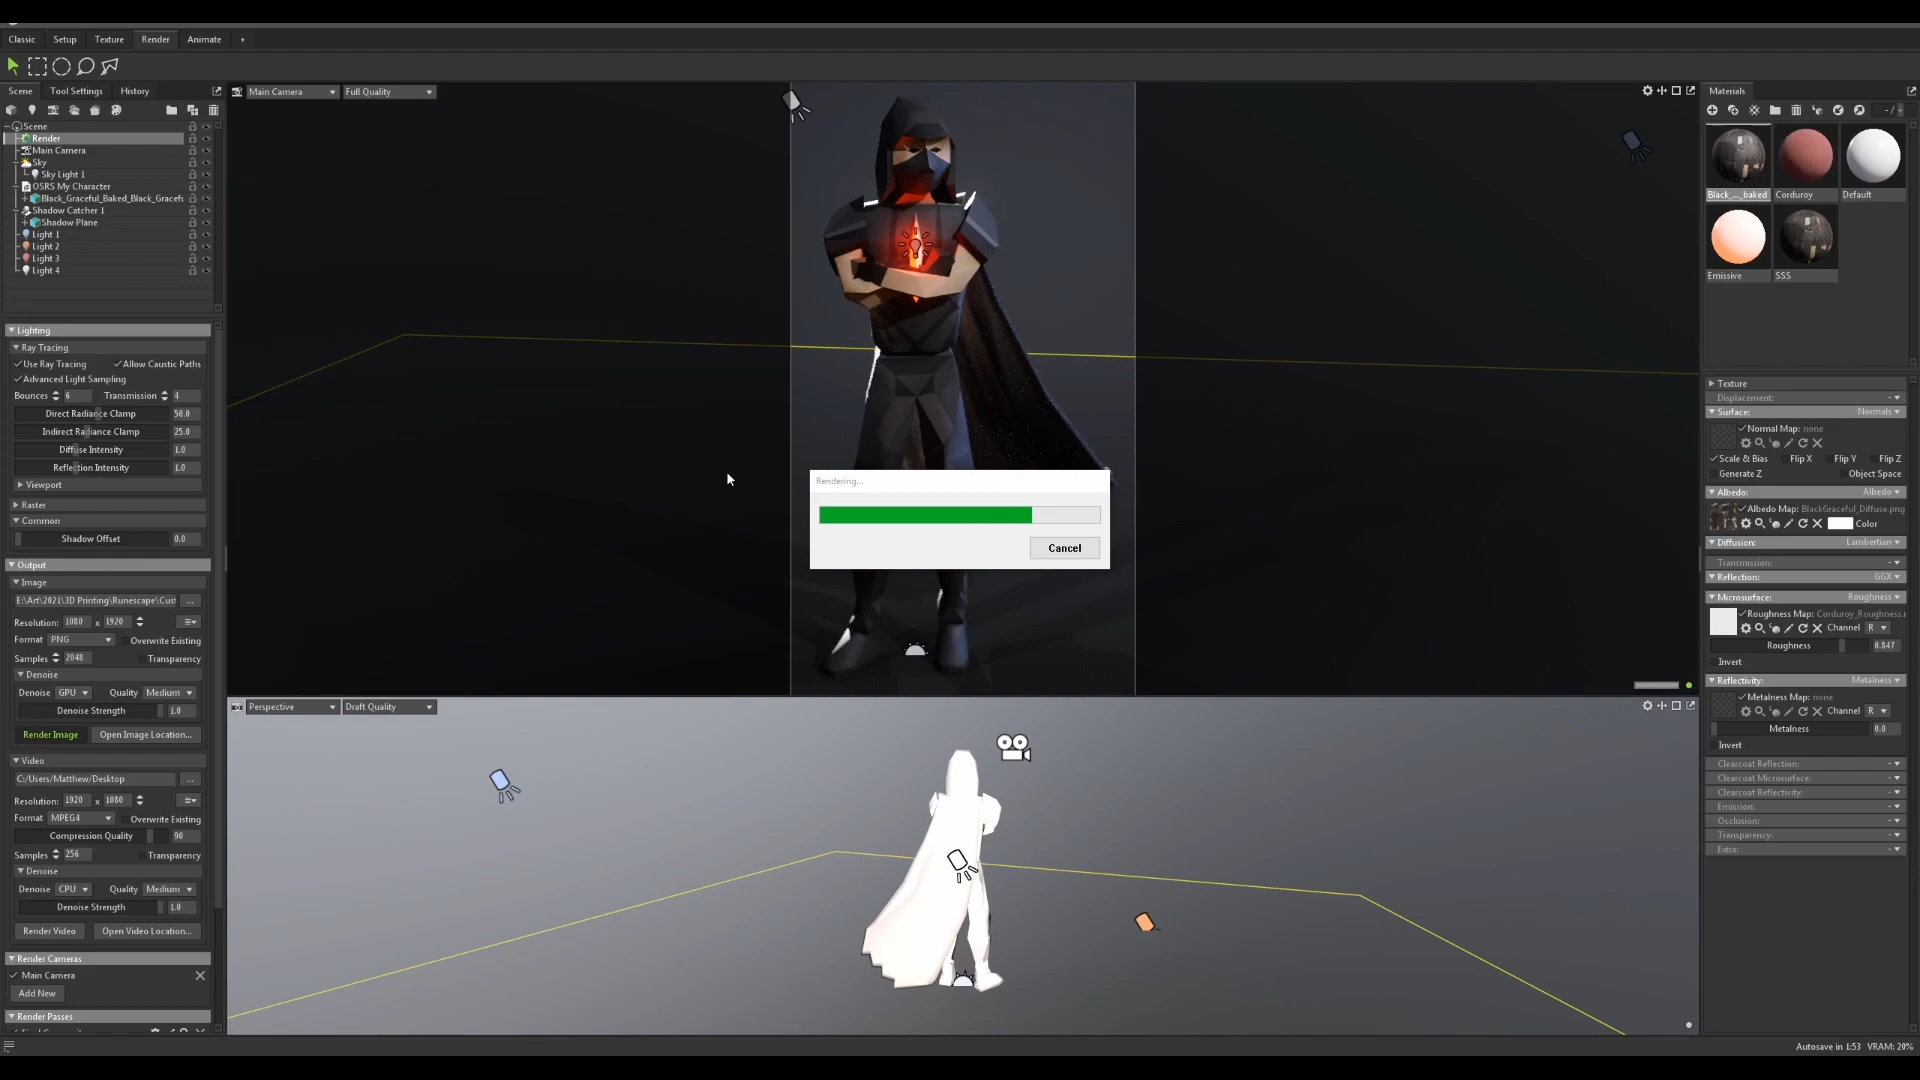 Classic Setup Texture Render Animate +
Scene Tool Settings History
Scene
Render
Main Camera
Sky
Sky Light 1
OSRS My Character
Black_Graceful_Baked_Black_Gracefu
Shadow Catcher 1
Shadow Plane
Light 1
Light 2
Light 3
Light 4
Lighting
Ray Tracing
Use Ray Tracing Allow Caustic Paths
Advanced Light Sampling
Bounces 6 Transmission 4
Direct Radiance Clamp 50.0
Indirect Radiance Clamp 25.0
Diffuse Intensity 1.0
Reflection Intensity 1.0
Viewport
Raster
Common
Shadow Offset 0.0
Output
Image
E:\Art\2021\3D Printing\Runescape\Cust ...
Resolution: 1080 x 1920
Format PNG Overwrite Existing
Samples 2048 Transparency
Denoise
Denoise GPU Quality Medium
Denoise Strength 1.0
Render Image Open Image Location...
Video
C:/Users/Matthew/Desktop ...
Resolution: 1920 x 1080
Format MPEG4 Overwrite Existing
Compression Quality 90
Samples 256 Transparency
Denoise
Denoise CPU Quality Medium
Denoise Strength 1.0
Render Video Open Video Location...
Render Cameras
Main Camera
Add New
Render Passes
Main Camera Full Quality
Rendering...
Cancel
Perspective Draft Quality
Materials
- /
Black_..._baked Corduroy Default
Emissive SSS
Texture
Displacement: -
Surface: Normals
Normal Map: none
Scale & Bias Flip X Flip Y Flip Z
Generate Z Object Space
Albedo: Albedo
Albedo Map: BlackGraceful_Diffuse.png
Color
Diffusion: Lambertian
Transmission: -
Reflection: GGX
Microsurface: Roughness
Roughness Map: Corduroy_Roughness.
Channel R
Roughness 0.847
Invert
Reflectivity: Metalness
Metalness Map: none
Channel R
Metalness 0.0
Invert
Clearcoat Reflection: -
Clearcoat Microsurface: -
Clearcoat Reflectivity: -
Emission: -
Occlusion: -
Transparency: -
Extra: -
Autosave in 1:53 VRAM: 20%